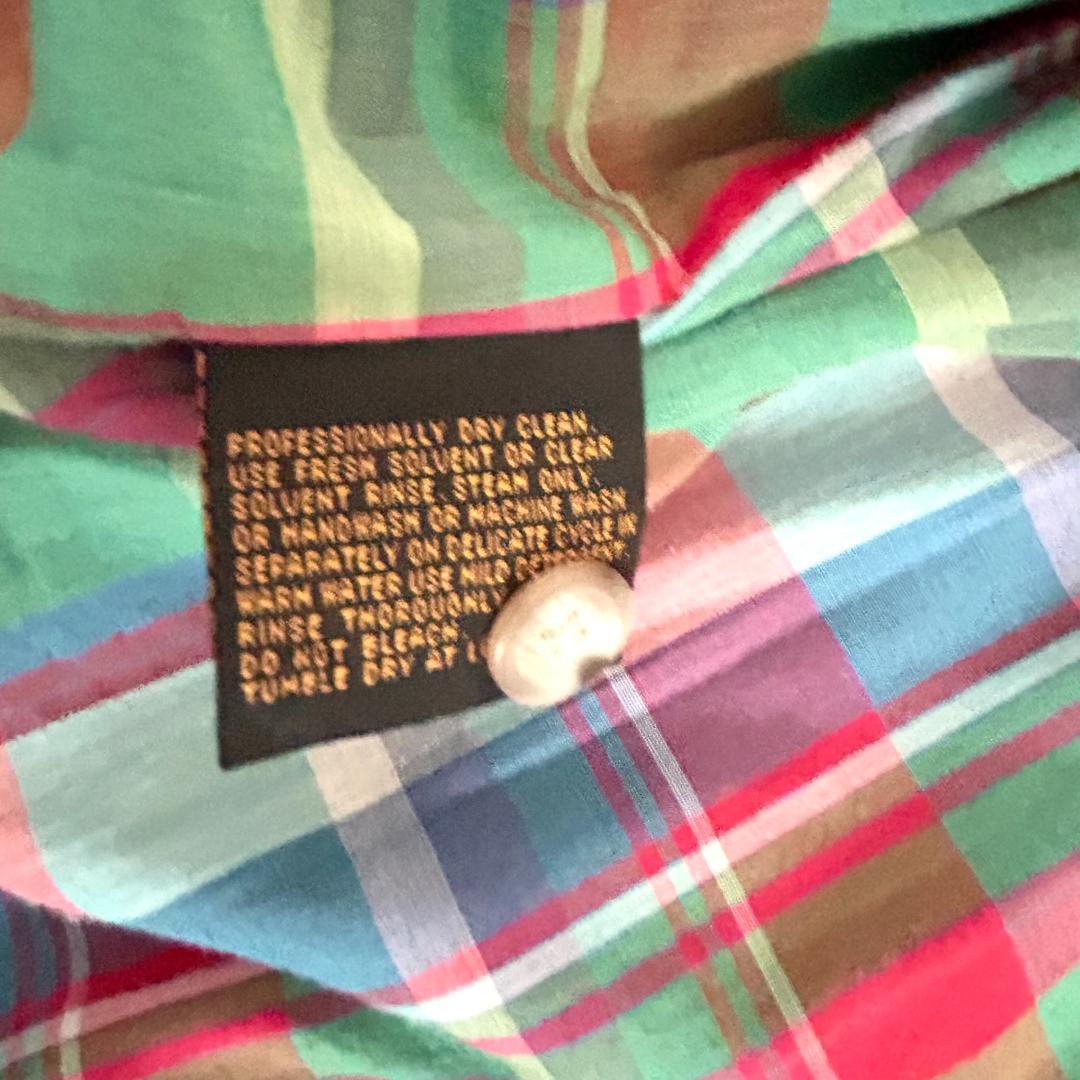 PROFESSIONALLY DRY CLEAN.
USE FRESH SOLVENT OR CLEAR
SOLVENT RINSE. STEAM ONLY.
OR HANDWASH OR MACHINE WASH
SEPARATELY ON DELICATE CYCLE IN
WARM WATER USE MILD
RINSE THOROUGHLY
DO NOT BLEACH.
TUMBLE DRY AT